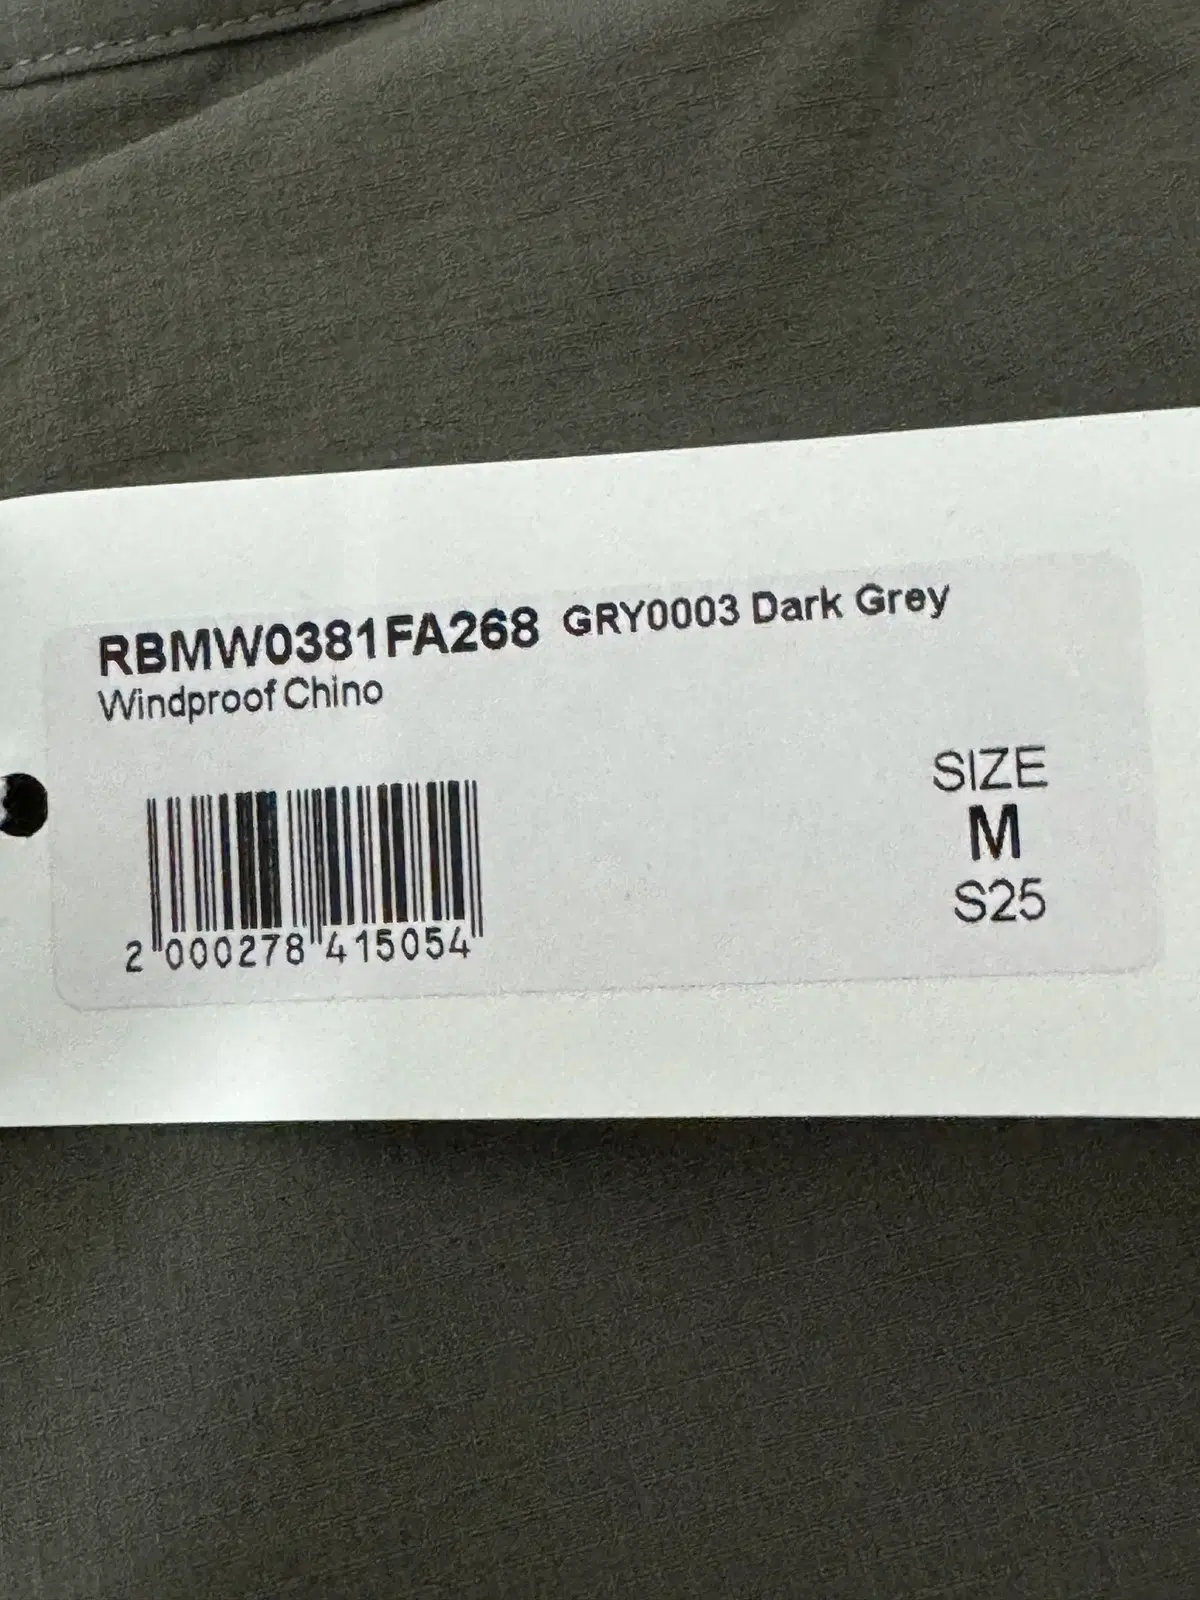 RBMW0381FA268 GRY0003 Dark Grey
Windproof Chino
SIZE
M
S25
2 000278 415054